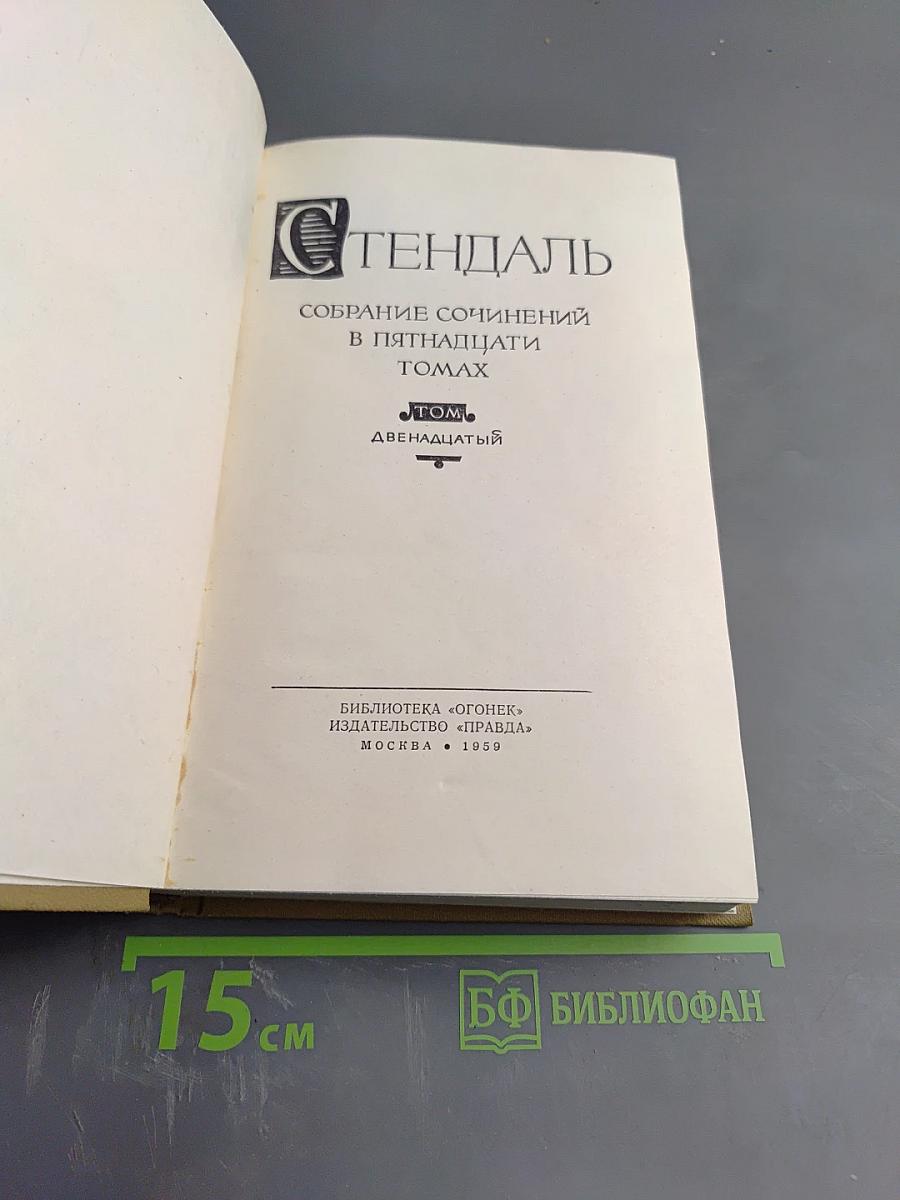 СТЕНДАЛЬ
СОБРАНИЕ СОЧИНЕНИЙ
В ПЯТНАДЦАТИ
ТОМАХ
ТОМ
ДВЕНАДЦАТЫЙ
БИБЛИОТЕКА «ОГОНЕК»
ИЗДАТЕЛЬСТВО «ПРАВДА»
МОСКВА • 1959
15 см
БФ БИБЛИОФАН